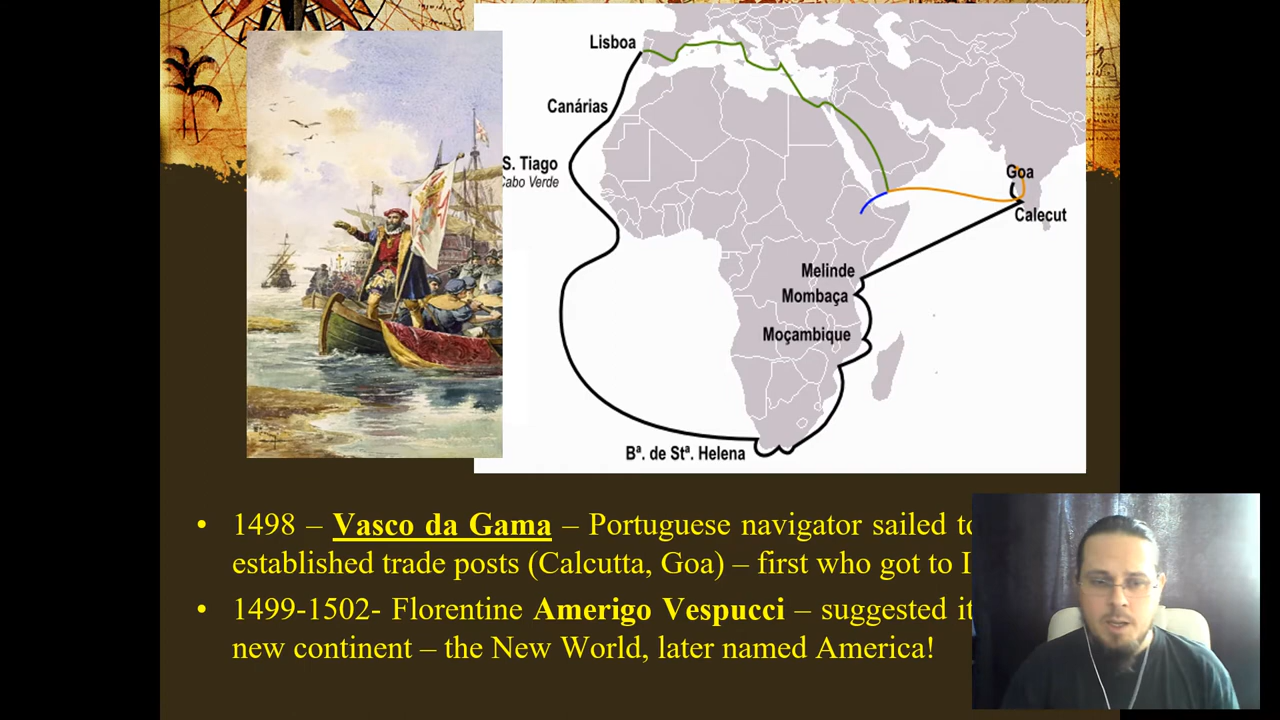 Lisboa
Canárias
S. Tiago
Cabo Verde
Goa
Calecut
Melinde
Mombaça
Moçambique
Bª. de Stª. Helena
• 1498 – Vasco da Gama – Portuguese navigator sailed
established trade posts (Calcutta, Goa) – first who got to
• 1499-1502- Florentine Amerigo Vespucci – suggested
new continent – the New World, later named America!